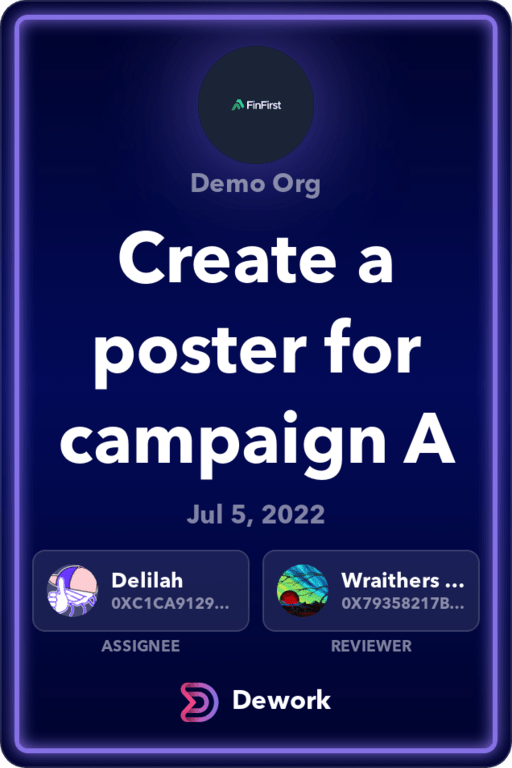 FinFirst
Demo Org
Create a
poster for
campaign A
Jul 5, 2022
Delilah
0XC1CA9129...
Wraithers ...
0X79358217B...
ASSIGNEE
REVIEWER
Dework